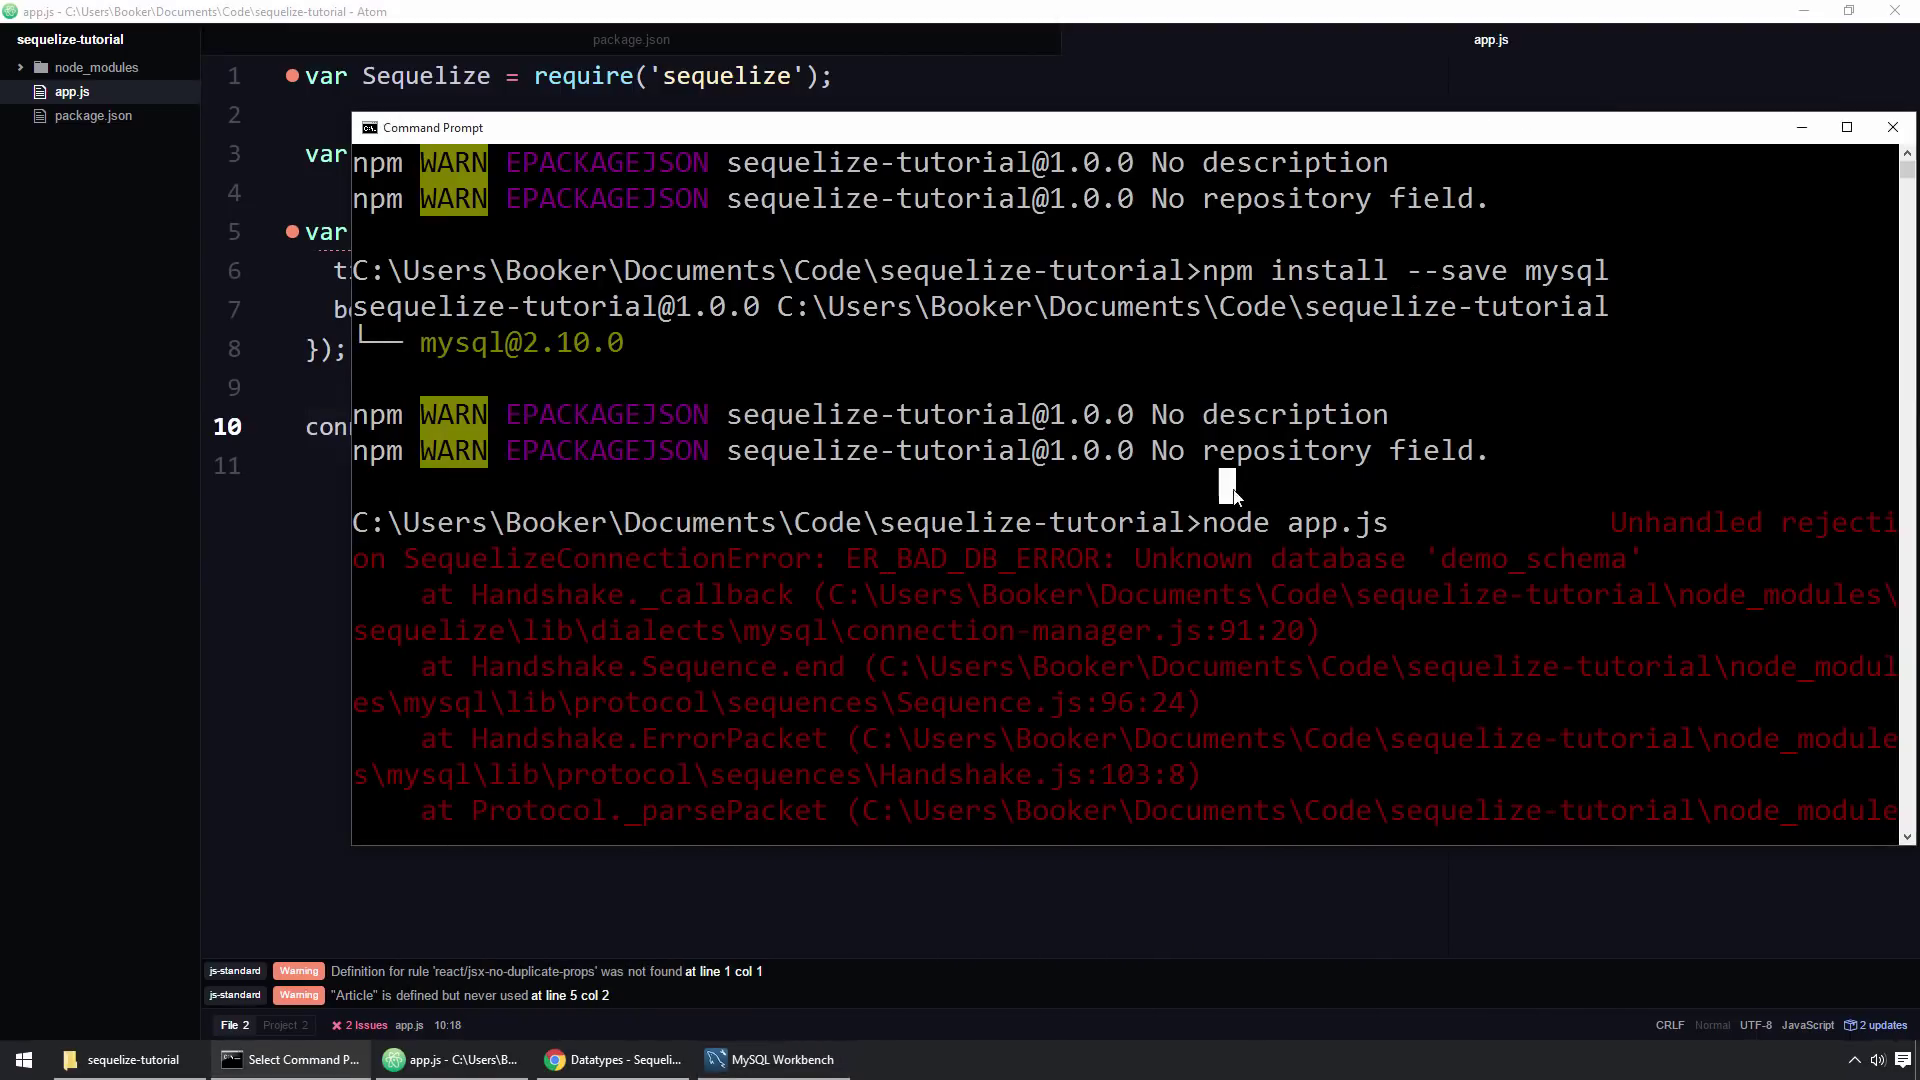 app.js - C:\Users\Booker\Documents\Code\sequelize-tutorial - Atom
sequelize-tutorial
package.json
app.js
node_modules
app.js
package.json
1 var Sequelize = require('sequelize');
2
3 var
4
5 var
6 t
7 b
8 });
9
10 con
11
Command Prompt
npm WARN EPACKAGEJSON sequelize-tutorial@1.0.0 No description
npm WARN EPACKAGEJSON sequelize-tutorial@1.0.0 No repository field.
C:\Users\Booker\Documents\Code\sequelize-tutorial>npm install --save mysql
sequelize-tutorial@1.0.0 C:\Users\Booker\Documents\Code\sequelize-tutorial
└── mysql@2.10.0
npm WARN EPACKAGEJSON sequelize-tutorial@1.0.0 No description
npm WARN EPACKAGEJSON sequelize-tutorial@1.0.0 No repository field.
C:\Users\Booker\Documents\Code\sequelize-tutorial>node app.js Unhandled rejecti
on SequelizeConnectionError: ER_BAD_DB_ERROR: Unknown database 'demo_schema'
at Handshake._callback (C:\Users\Booker\Documents\Code\sequelize-tutorial\node_modules\
sequelize\lib\dialects\mysql\connection-manager.js:91:20)
at Handshake.Sequence.end (C:\Users\Booker\Documents\Code\sequelize-tutorial\node_modul
es\mysql\lib\protocol\sequences\Sequence.js:96:24)
at Handshake.ErrorPacket (C:\Users\Booker\Documents\Code\sequelize-tutorial\node_module
s\mysql\lib\protocol\sequences\Handshake.js:103:8)
at Protocol._parsePacket (C:\Users\Booker\Documents\Code\sequelize-tutorial\node_module
js-standard Warning Definition for rule 'react/jsx-no-duplicate-props' was not found at line 1 col 1
js-standard Warning "Article" is defined but never used at line 5 col 2
File 2 Project 2 2 Issues app.js 10:18 CRLF Normal UTF-8 JavaScript 2 updates
sequelize-tutorial Select Command P... app.js - C:\Users\B... Datatypes - Sequeli... MySQL Workbench